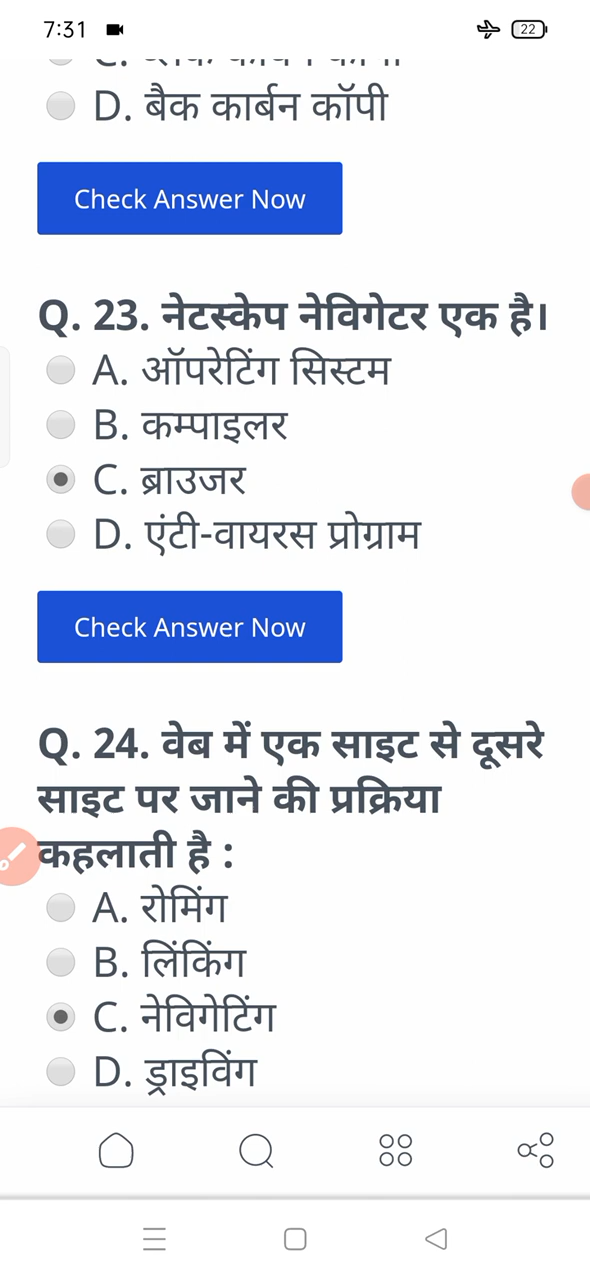 7:31
22
D. बैक कार्बन कॉपी
Check Answer Now
Q. 23. नेटस्केप नेविगेटर एक है।
A. ऑपरेटिंग सिस्टम
B. कम्पाइलर
C. ब्राउजर
D. एंटी-वायरस प्रोग्राम
Check Answer Now
Q. 24. वेब में एक साइट से दूसरे
साइट पर जाने की प्रक्रिया
कहलाती है :
A. रोमिंग
B. लिंकिंग
C. नेविगेटिंग
D. ड्राइविंग